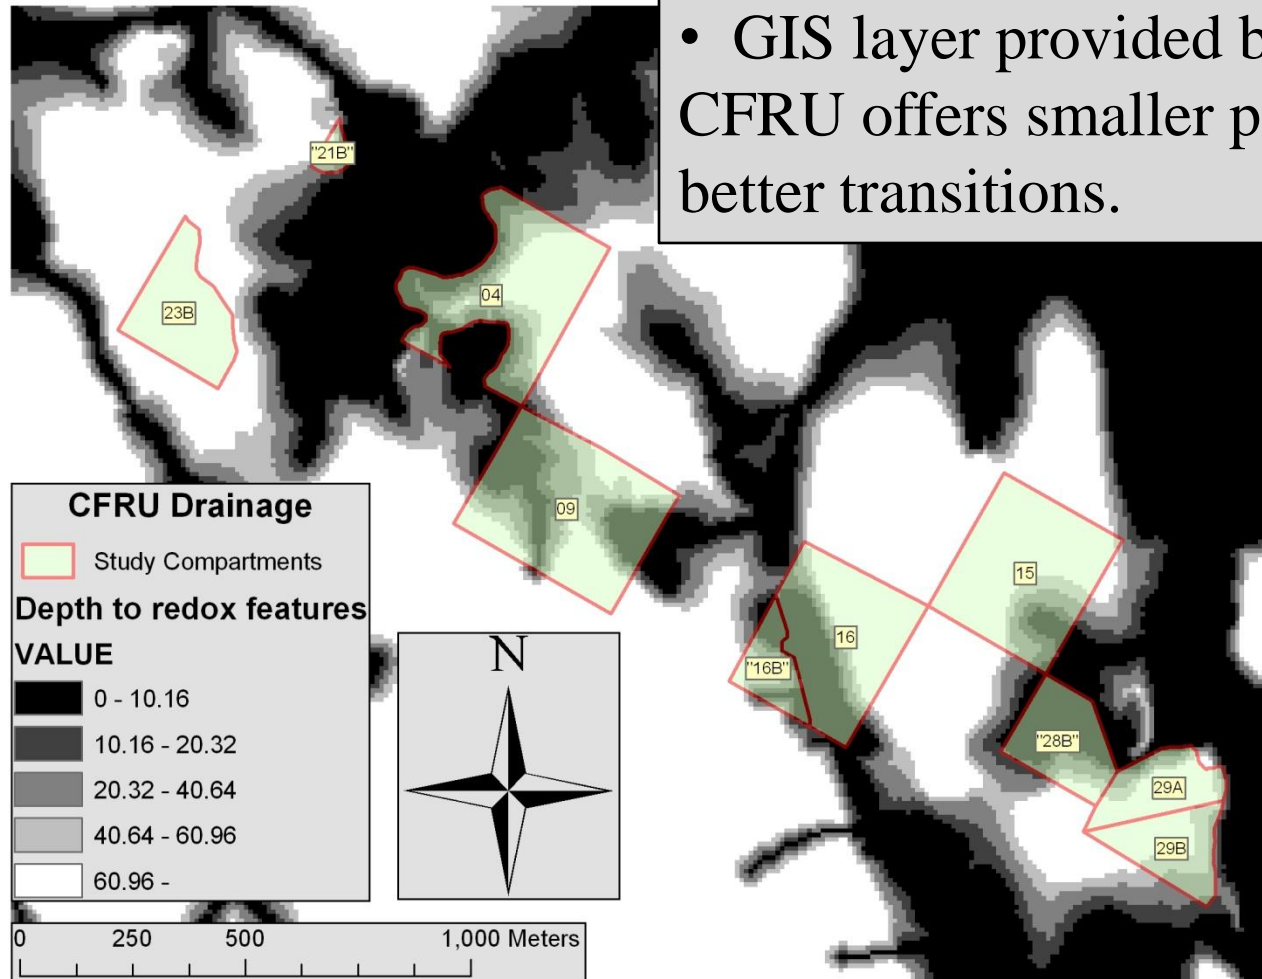 • GIS layer provided b
CFRU offers smaller p
better transitions.
"21B"
04
23B
09
15
16
"16B"
"28B"
29A
29B
CFRU Drainage
Study Compartments
Depth to redox features
VALUE
0 - 10.16
10.16 - 20.32
20.32 - 40.64
40.64 - 60.96
60.96 -
N
0 250 500 1,000 Meters